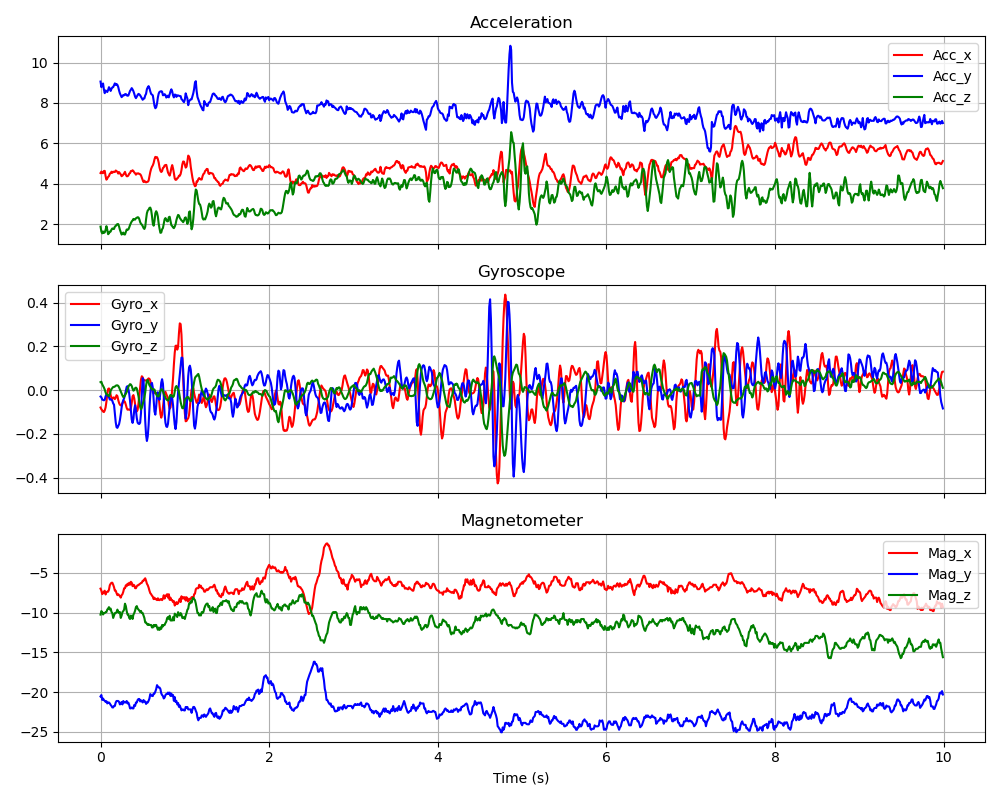 Acceleration
10
8
6
4
2
Acc_x
Acc_y
Acc_z
Gyroscope
0.4
0.2
0.0
−0.2
−0.4
Gyro_x
Gyro_y
Gyro_z
Magnetometer
−5
−10
−15
−20
−25
Mag_x
Mag_y
Mag_z
0 2 4 6 8 10
Time (s)